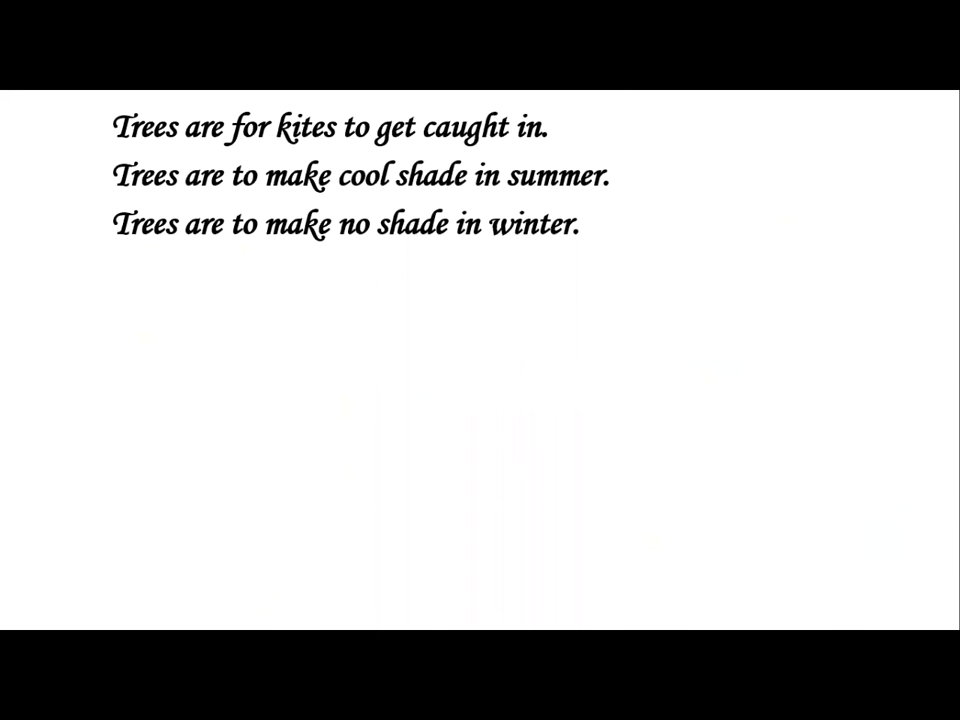 Trees are for kites to get caught in.
Trees are to make cool shade in summer.
Trees are to make no shade in winter.